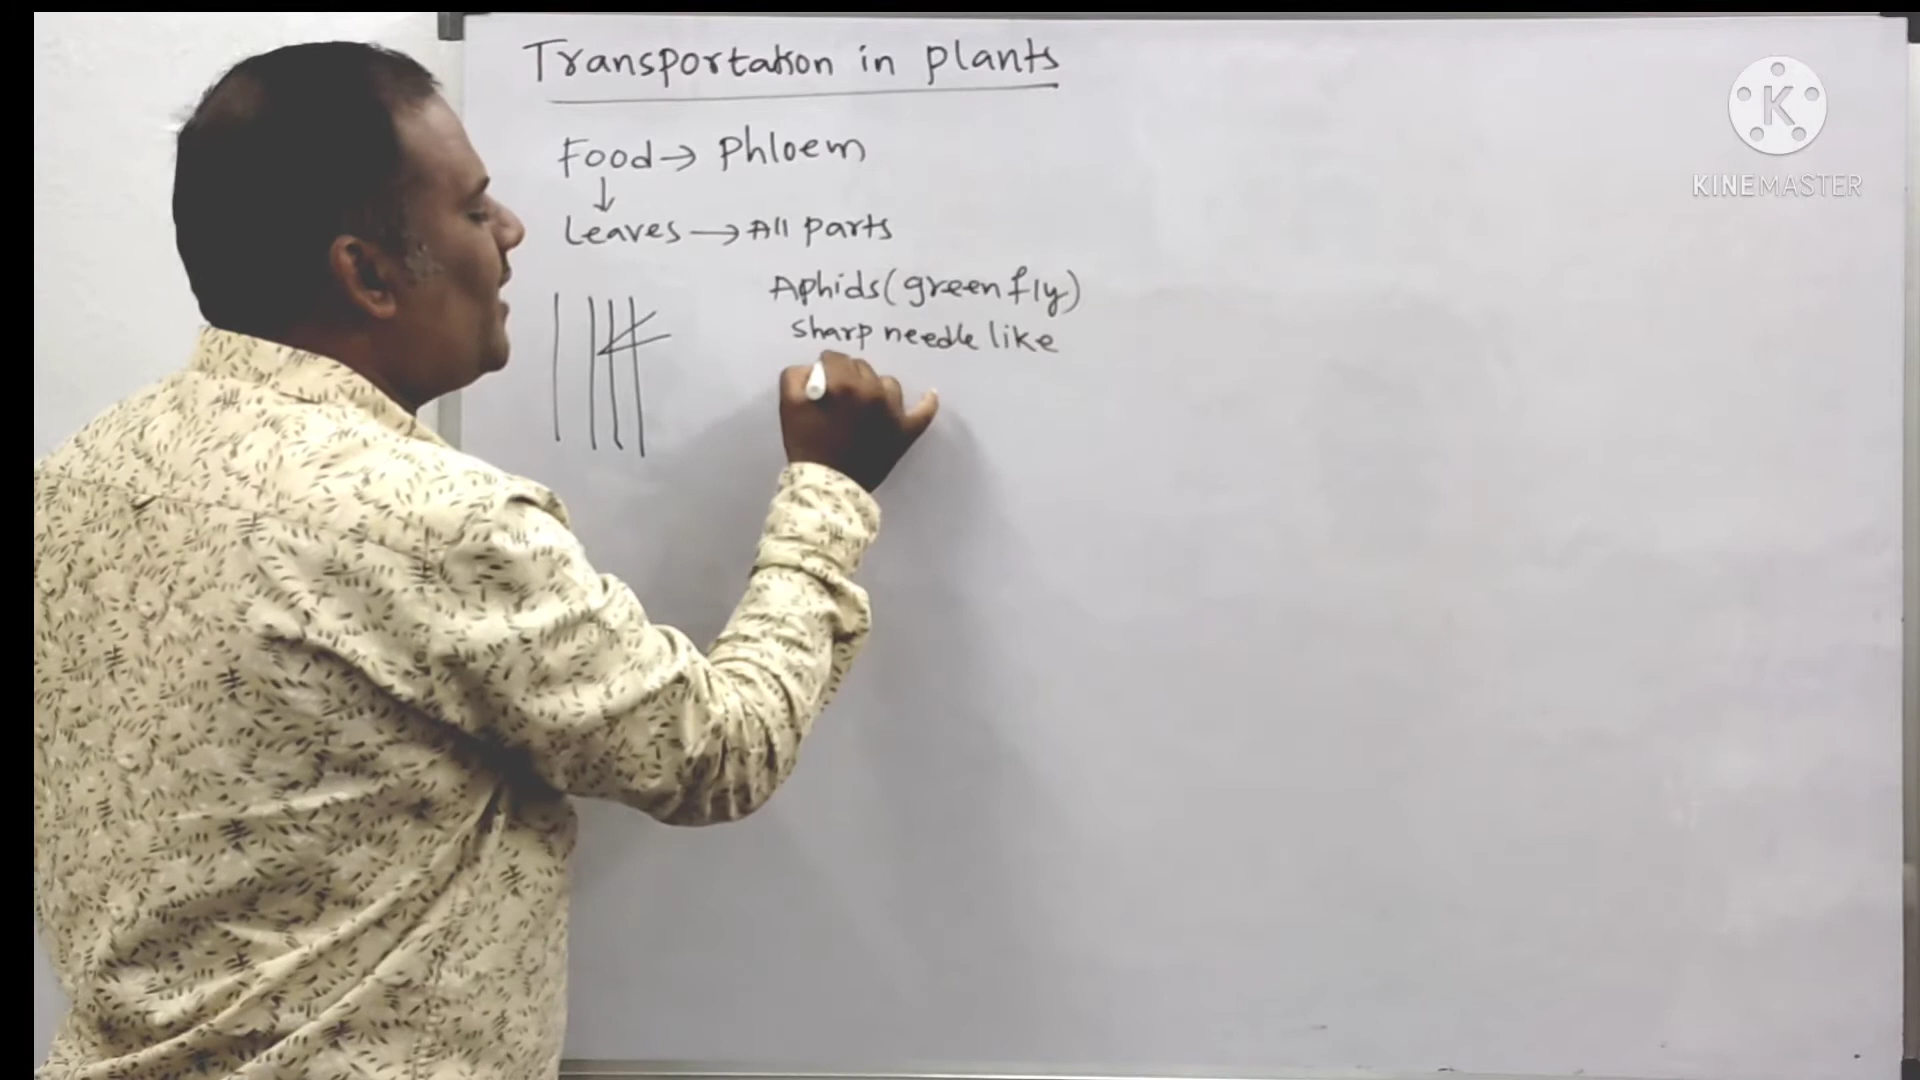 Transportation in plants
Food → Phloem
↓
Leaves → All parts
Aphids (green fly)
sharp needle like
K
KINEMASTER